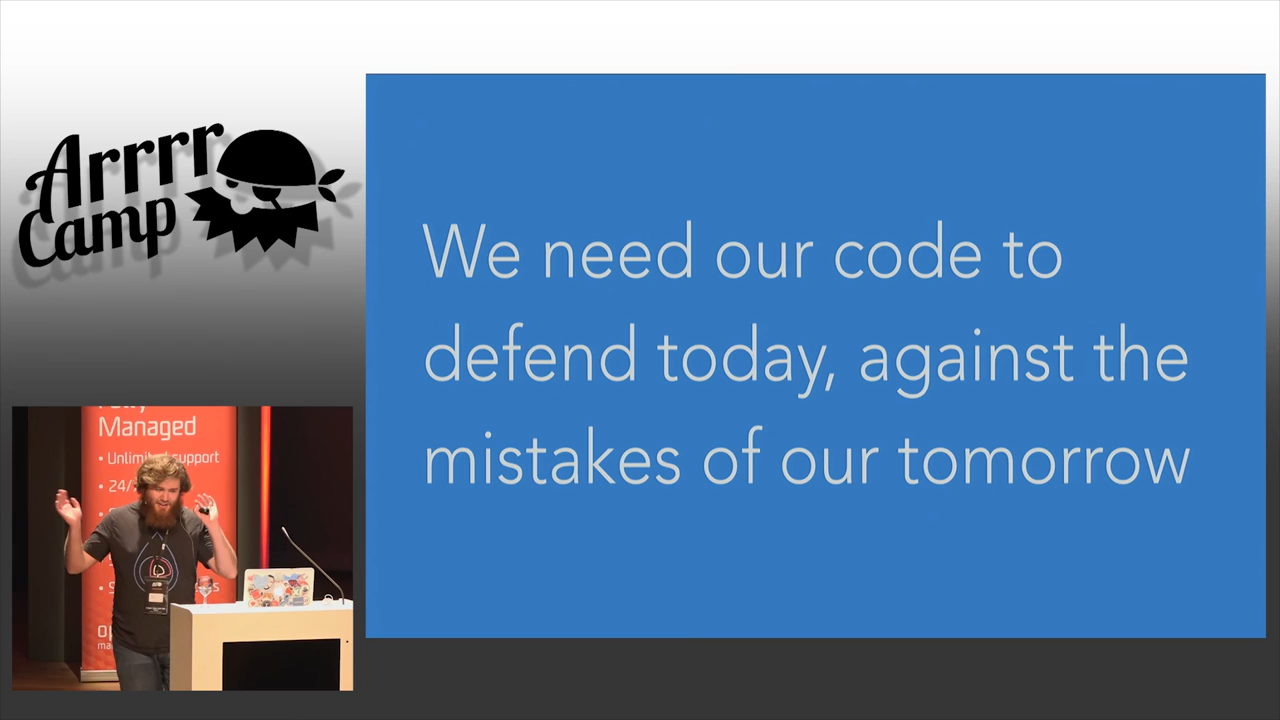 Arrrr
Camp
We need our code to
defend today, against the
mistakes of our tomorrow
Managed
• Unlimited support